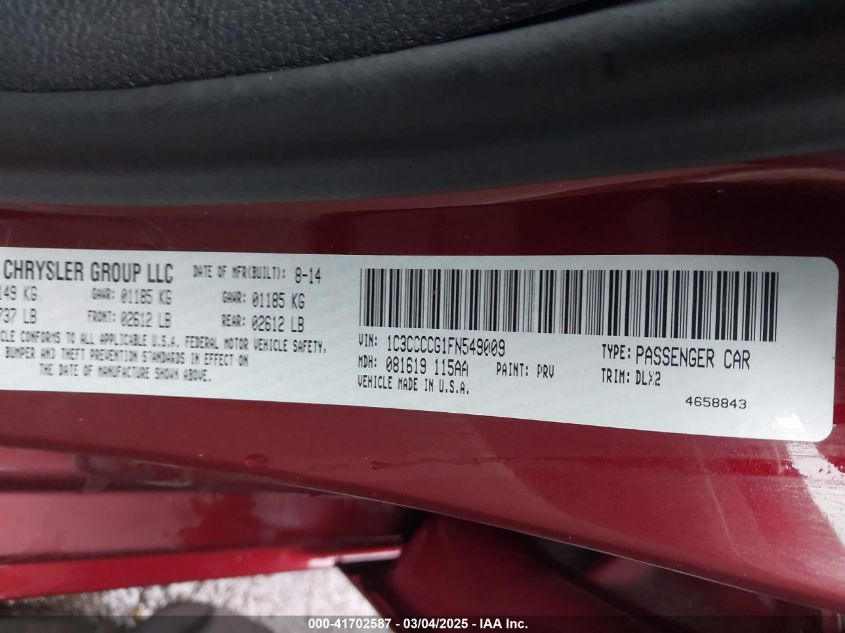 CHRYSLER GROUP LLC DATE OF MFR(BUILT): 8-14
149 KG GAWR: 01185 KG GAWR: 01185 KG
737 LB FRONT: 02612 LB REAR: 02612 LB
CONFORMS TO ALL APPLICABLE U.S.A. FEDERAL MOTOR VEHICLE SAFETY,
BUMPER AND THEFT PREVENTION STANDARDS IN EFFECT ON
THE DATE OF MANUFACTURE SHOWN ABOVE.
VIN: 1C3CCCCG1FN549009
MDH: 081619 115AA PAINT: PRV
VEHICLE MADE IN U.S.A.
TYPE: PASSENGER CAR
TRIM: DLX2
4658843
000-41702587 - 03/04/2025 - IAA Inc.